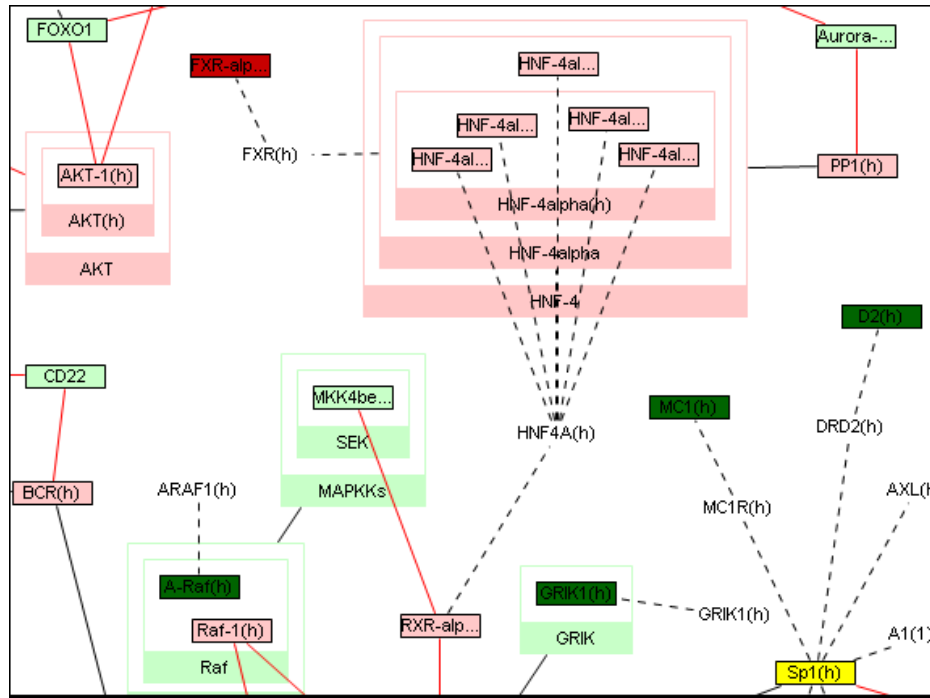 FOXO1
Aurora-...
FXR-alp...
HNF-4al...
HNF-4al...
HNF-4al...
FXR(h)
HNF-4al...
HNF-4al...
PP1(h)
AKT-1(h)
HNF-4alpha(h)
AKT(h)
HNF-4alpha
AKT
HNF-4
D2(h)
CD22
MKK4be...
MC1(h)
DRD2(h)
HNF4A(h)
SEK
ARAF1(h)
MAPKKs
BCR(h)
AXL(h
MC1R(h)
A-Raf(h)
GRIK1(h)
GRIK1(h)
Raf-1(h)
RXR-alp...
GRIK
A1(1)
Raf
Sp1(h)